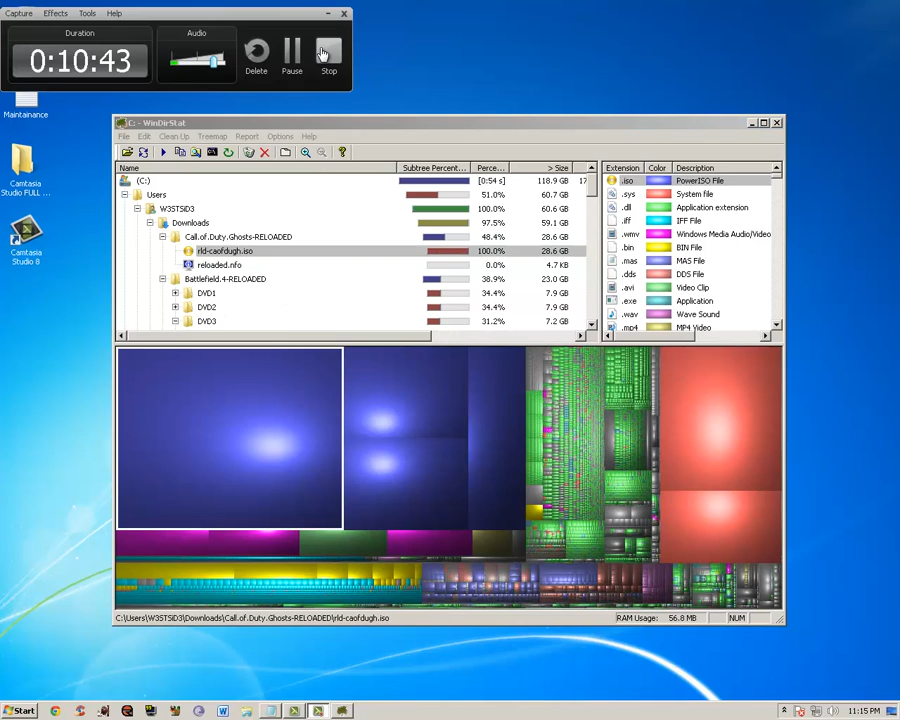 Capture Effects Tools Help
Duration
0:10:43
Audio
Delete
Pause
Stop
Maintainance
Camtasia
Studio FULL ...
Camtasia
Studio 8
C: - WinDirStat
File Edit Clean Up Treemap Report Options Help
Name Subtree Percent... Perce... > Size
(C:) [0:54 s] 118.9 GB 17
Users 51.0% 60.7 GB
W3STSiD3 100.0% 60.6 GB
Downloads 97.5% 59.1 GB
Call.of.Duty.Ghosts-RELOADED 48.4% 28.6 GB
rld-caofdugh.iso 100.0% 28.6 GB
reloaded.nfo 0.0% 4.7 KB
Battlefield.4-RELOADED 38.9% 23.0 GB
DVD1 34.4% 7.9 GB
DVD2 34.4% 7.9 GB
DVD3 31.2% 7.2 GB
Extension Color Description
.iso PowerISO File
.sys System file
.dll Application extension
.iff IFF File
.wmv Windows Media Audio/Video
.bin BIN File
.mas MAS File
.dds DDS File
.avi Video Clip
.exe Application
.wav Wave Sound
.mp4 MP4 Video
C:\Users\W3STSiD3\Downloads\Call.of.Duty.Ghosts-RELOADED\rld-caofdugh.iso
RAM Usage: 56.8 MB NUM
Start
11:15 PM